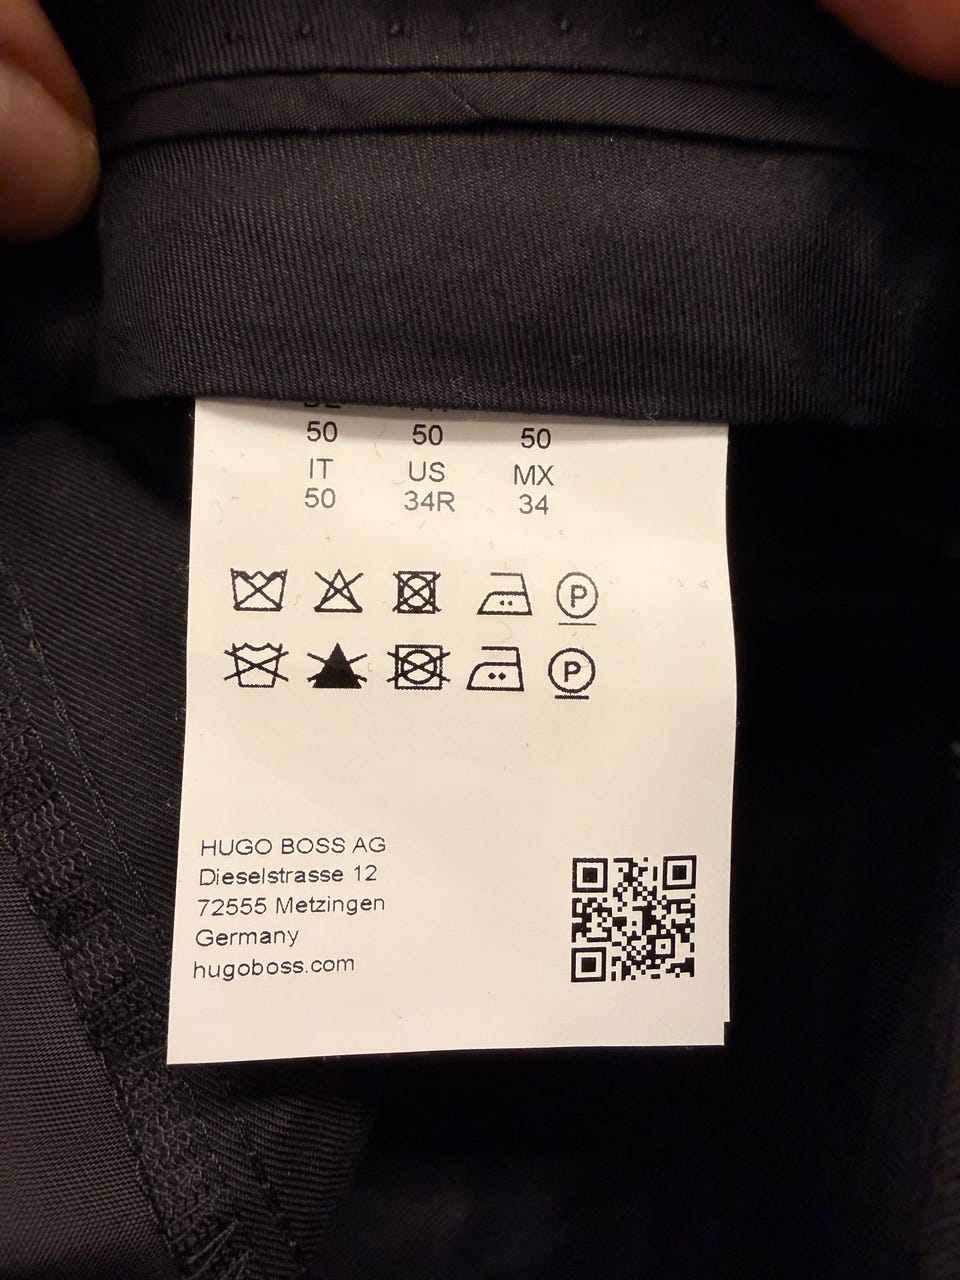 50 50 50
IT US MX
50 34R 34
P
P
HUGO BOSS AG
Dieselstrasse 12
72555 Metzingen
Germany
hugoboss.com